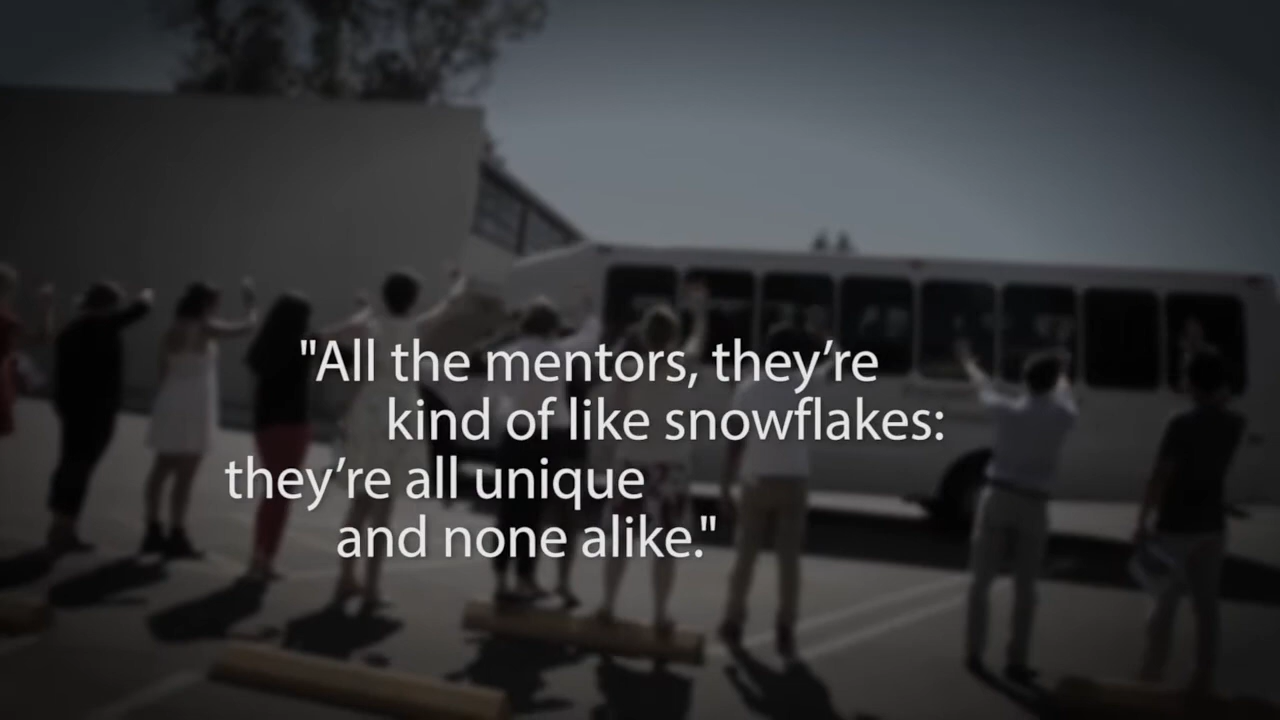 "All the mentors, they’re
kind of like snowflakes:
they’re all unique
and none alike."